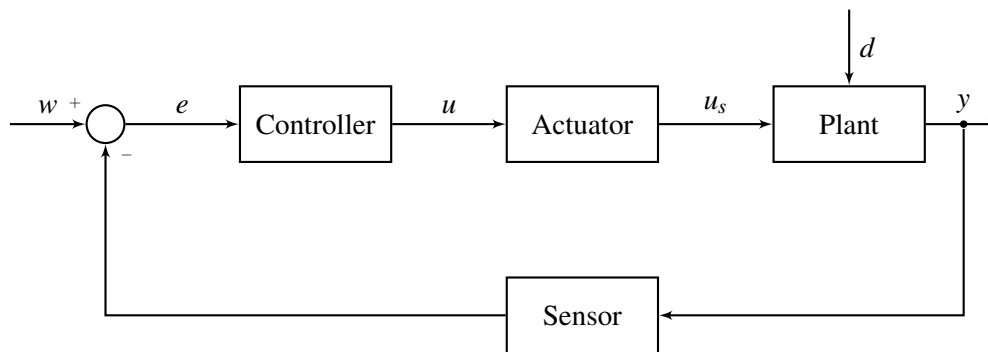 d
w + e Controller u Actuator u_s Plant y
−
Sensor